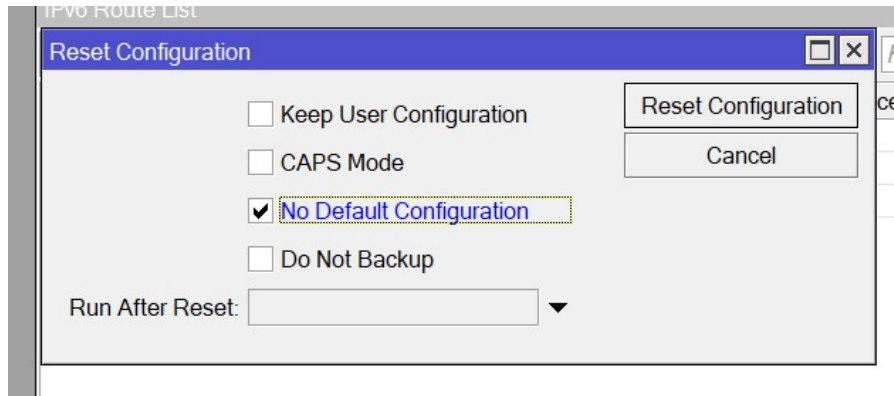 IPv6 Route List
Reset Configuration
Keep User Configuration
Reset Configuration
CAPS Mode
Cancel
No Default Configuration
Do Not Backup
Run After Reset: